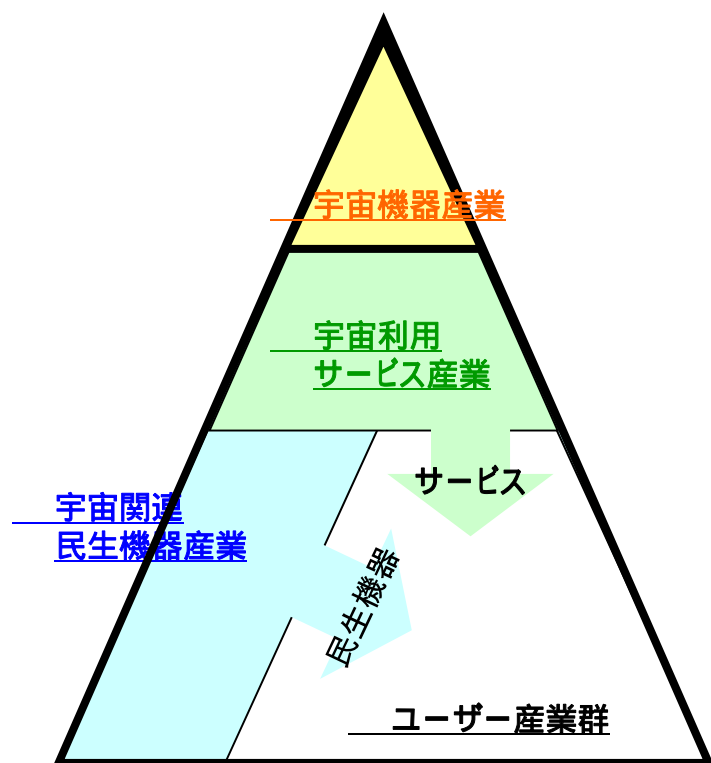 宇宙機器産業
宇宙利用
サービス産業
サービス
宇宙関連
民生機器産業
民生機器
ユーザー産業群